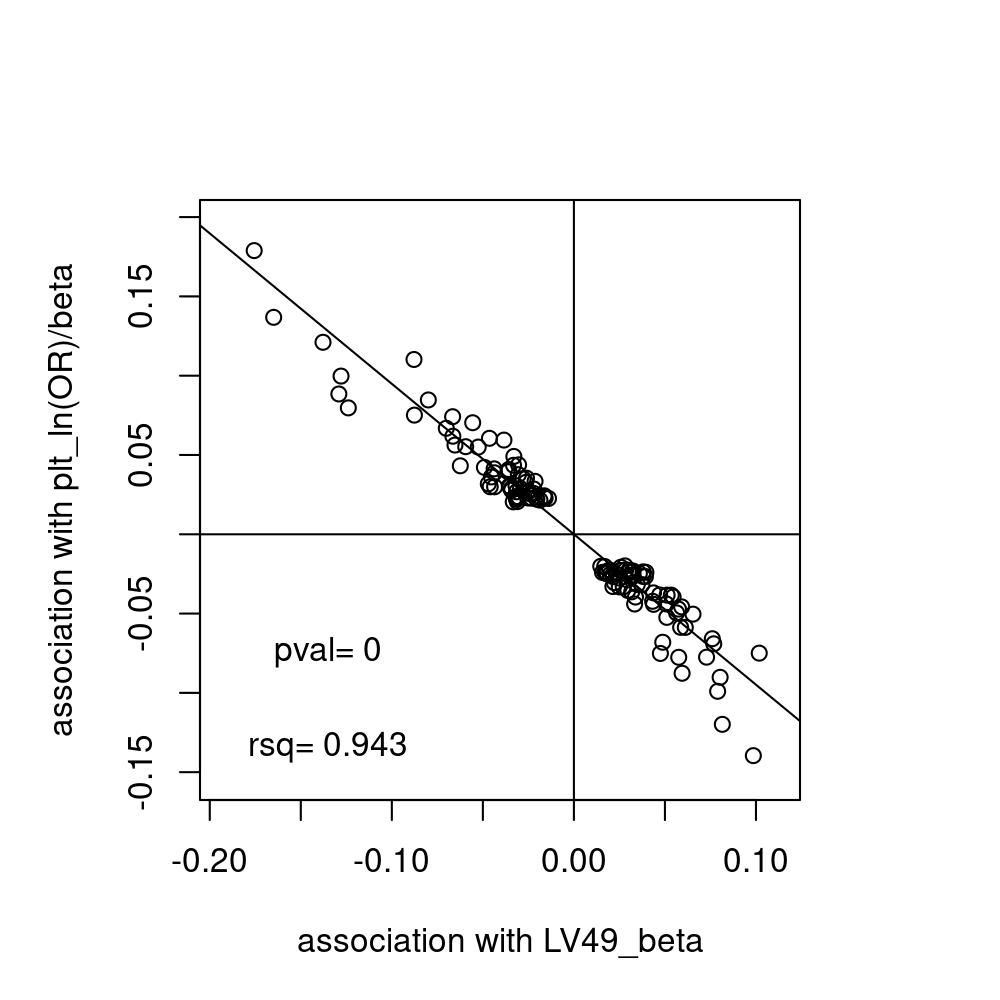 association with plt_ln(OR)/beta
0.15
0.05
-0.05
-0.15
pval= 0
rsq= 0.943
-0.20 -0.10 0.00 0.10
association with LV49_beta